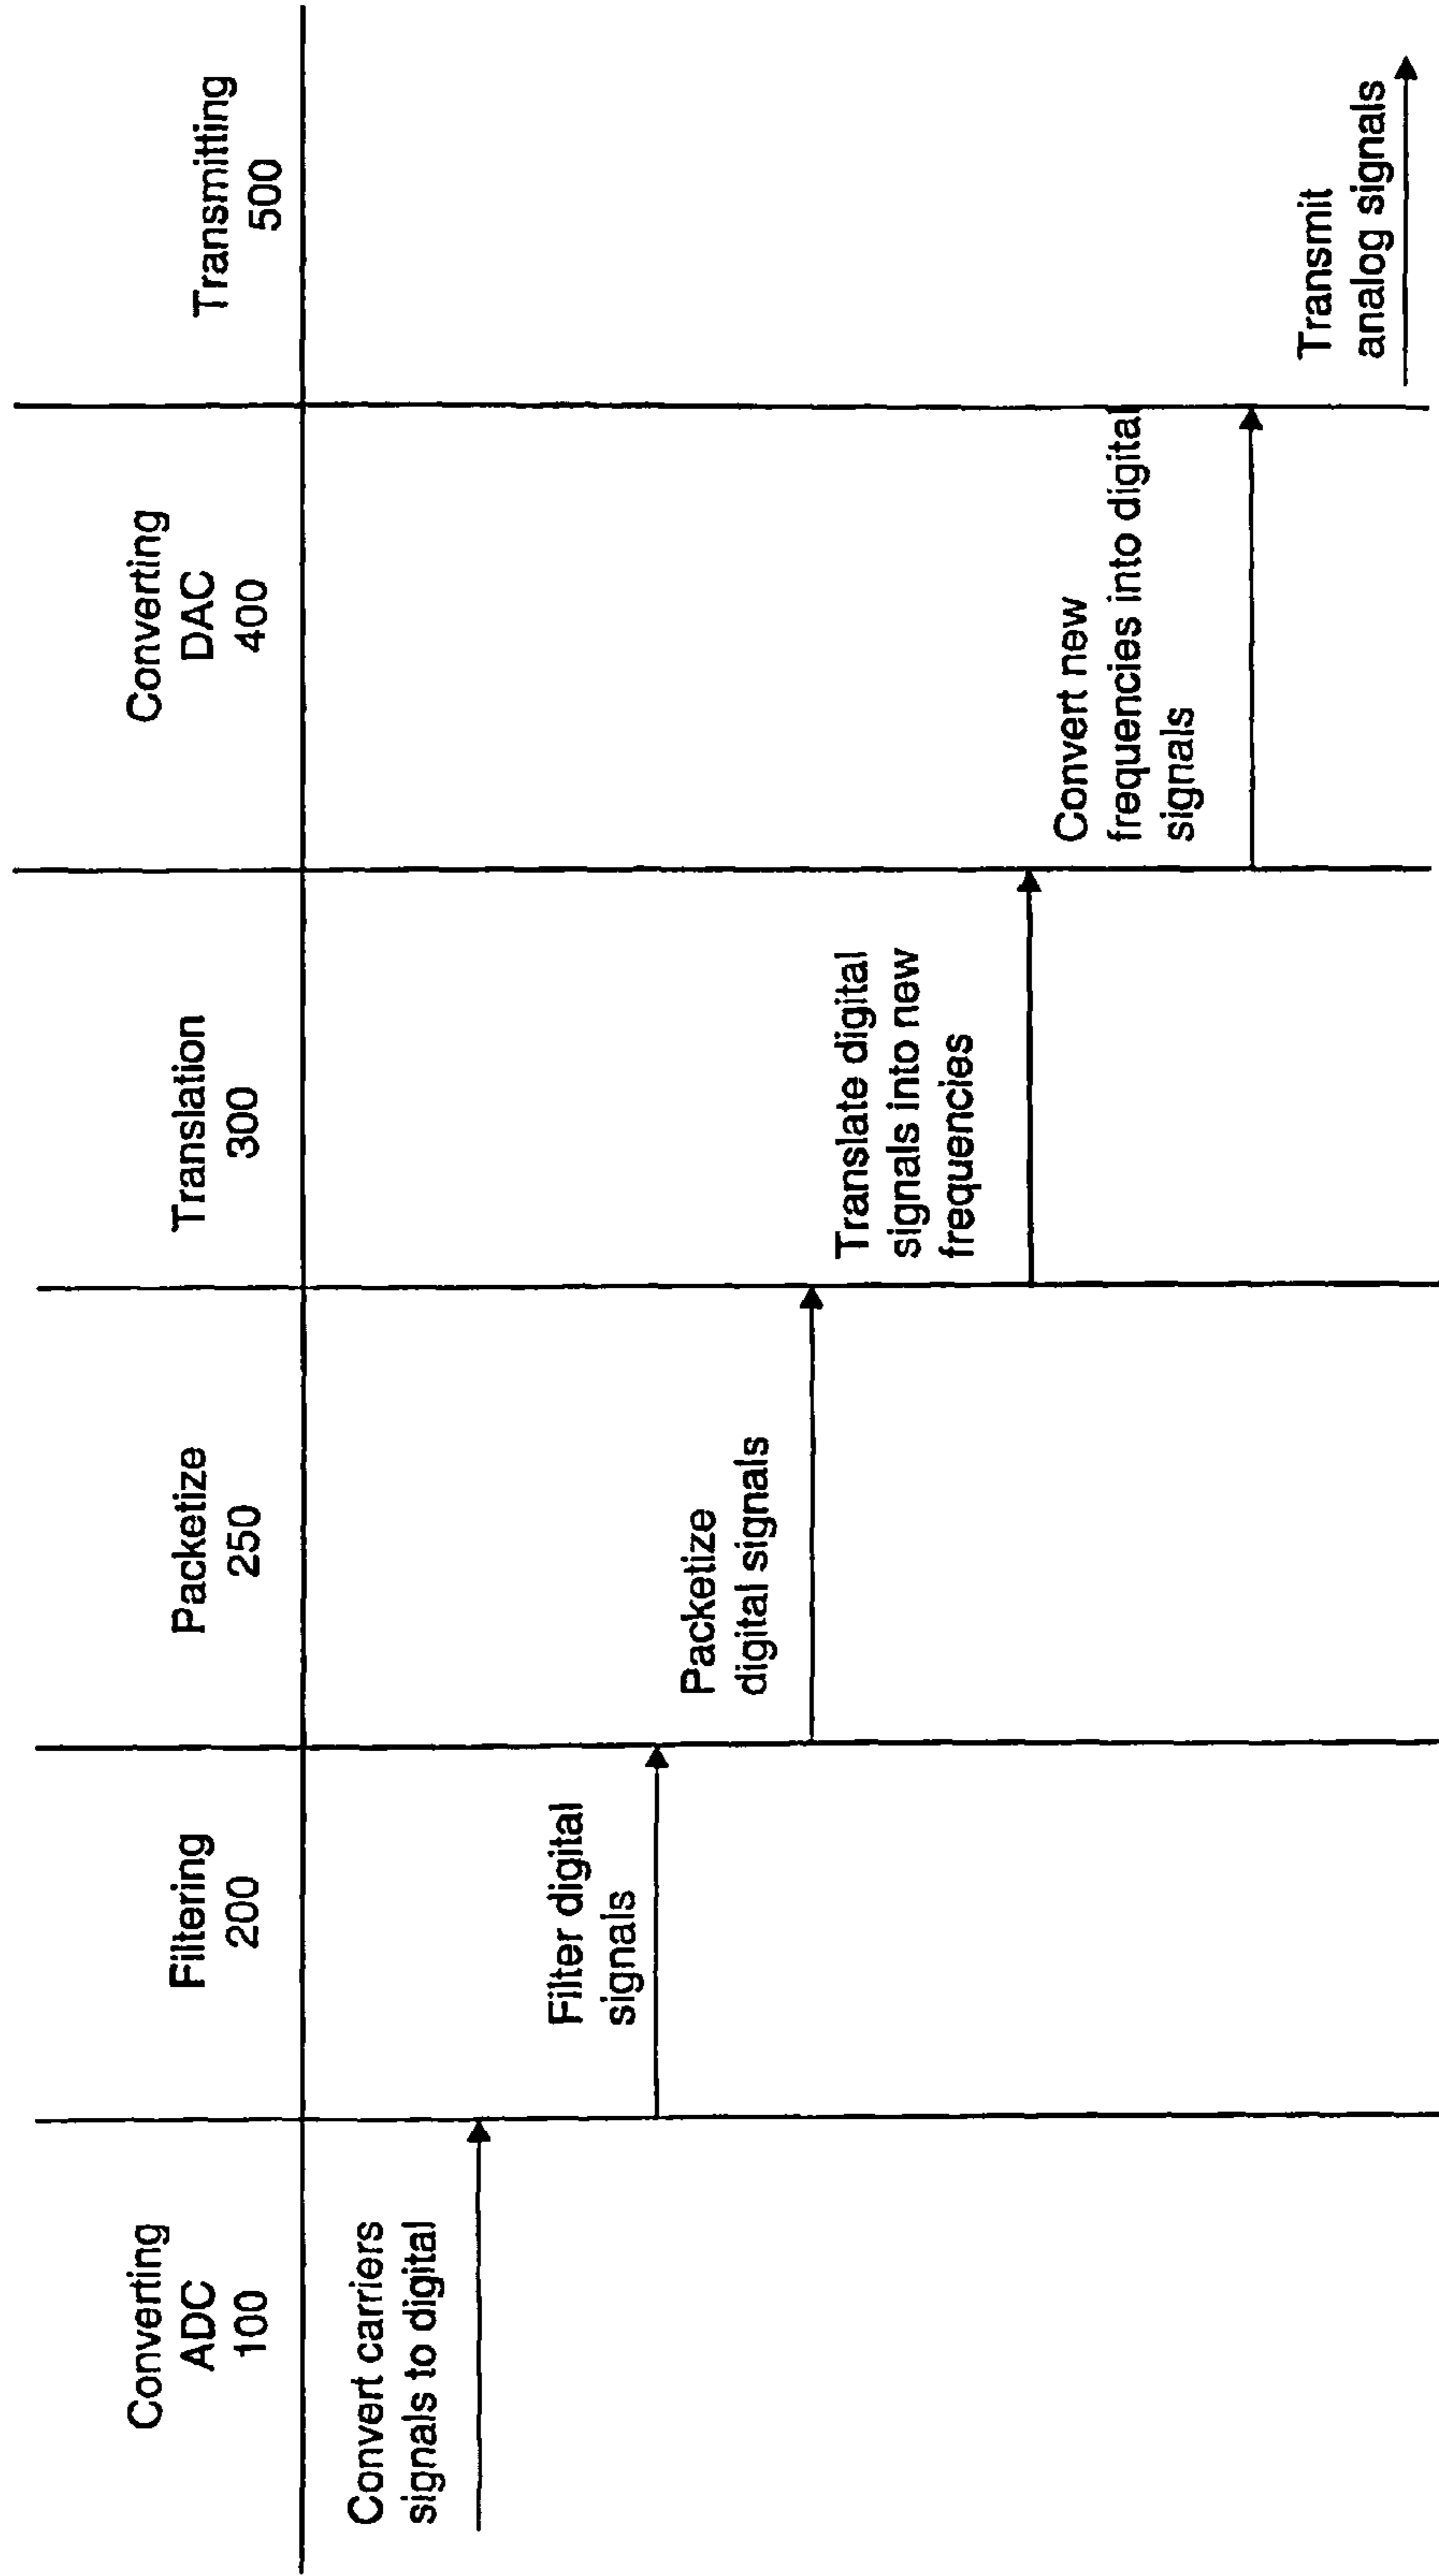 Converting
ADC
100
Filtering
200
Packetize
250
Translation
300
Converting
DAC
400
Transmitting
500
Convert carriers
signals to digital
Filter digital
signals
Packetize
digital signals
Translate digital
signals into new
frequencies
Convert new
frequencies into digital
signals
Transmit
analog signals